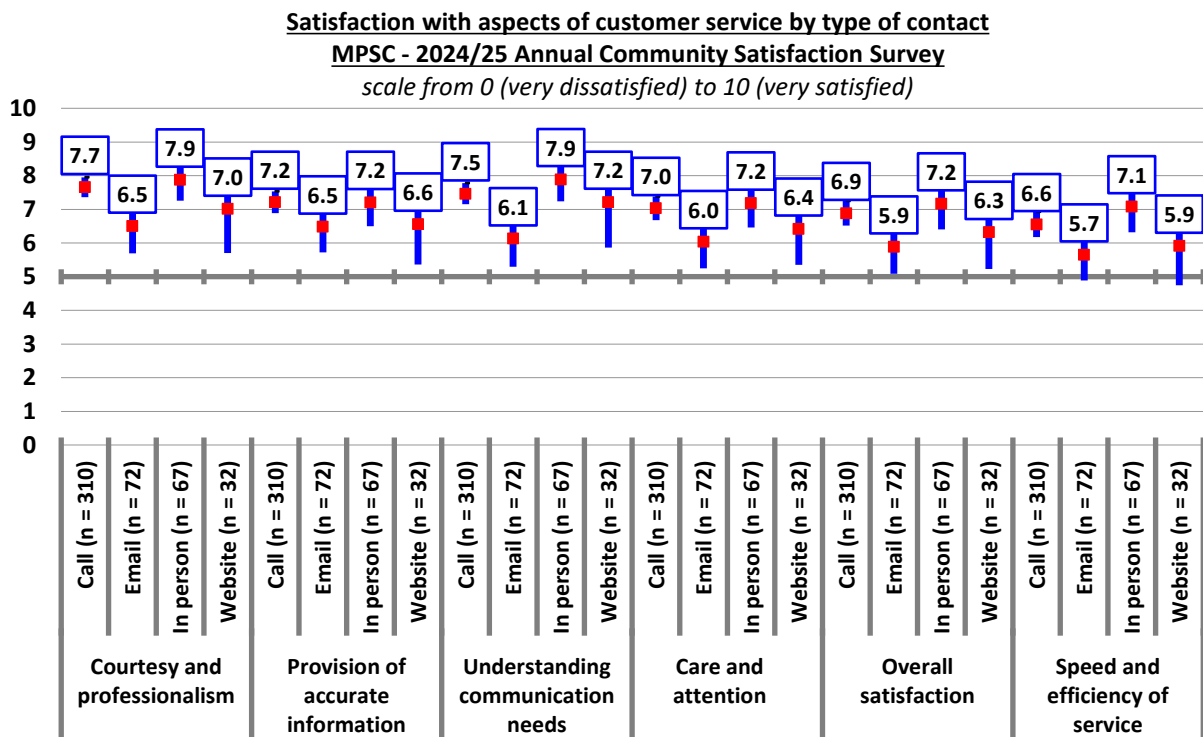 Satisfaction with aspects of customer service by type of contact
MPSC - 2024/25 Annual Community Satisfaction Survey
scale from 0 (very dissatisfied) to 10 (very satisfied)
10
9
8
7
6
5
4
3
2
1
0
7.7
6.5
7.9
7.0
7.2
6.5
7.2
6.6
7.5
6.1
7.9
7.2
7.0
6.0
7.2
6.4
6.9
5.9
7.2
6.3
6.6
5.7
7.1
5.9
Call (n = 310)
Email (n = 72)
In person (n = 67)
Website (n = 32)
Call (n = 310)
Email (n = 72)
In person (n = 67)
Website (n = 32)
Call (n = 310)
Email (n = 72)
In person (n = 67)
Website (n = 32)
Call (n = 310)
Email (n = 72)
In person (n = 67)
Website (n = 32)
Call (n = 310)
Email (n = 72)
In person (n = 67)
Website (n = 32)
Call (n = 310)
Email (n = 72)
In person (n = 67)
Website (n = 32)
Courtesy and
professionalism
Provision of
accurate
information
Understanding
communication
needs
Care and
attention
Overall
satisfaction
Speed and
efficiency of
service